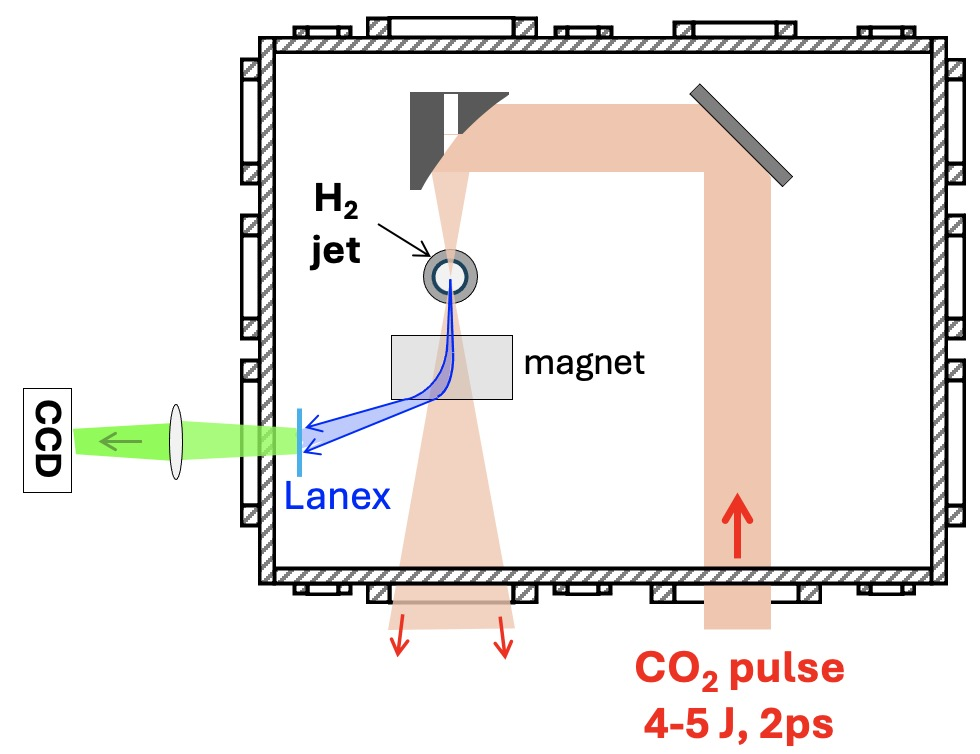 H₂
jet
magnet
CCD
Lanex
CO₂ pulse
4-5 J, 2ps